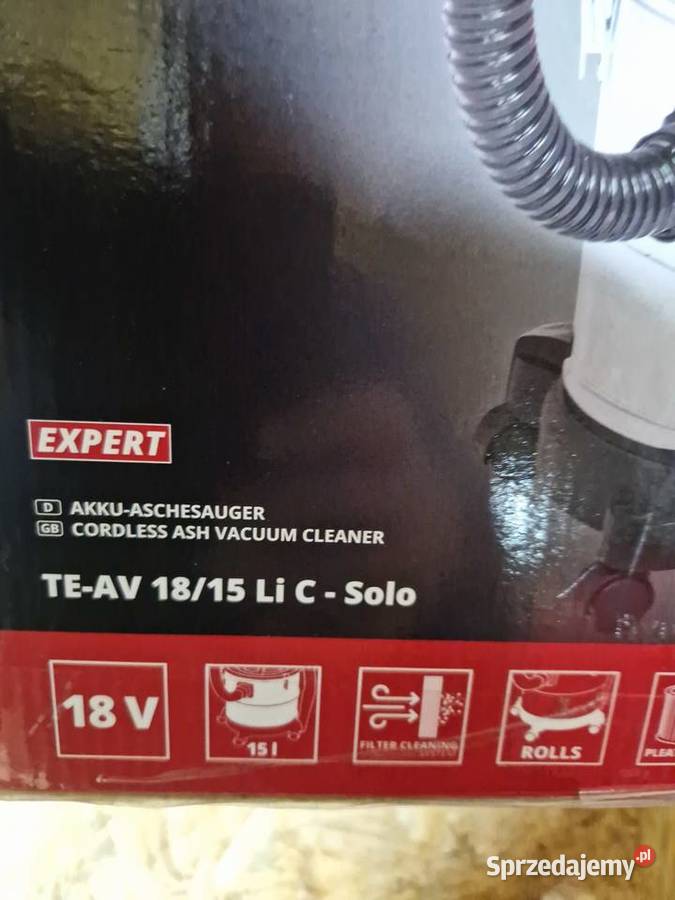 EXPERT
D AKKU-ASCHESAUGER
GB CORDLESS ASH VACUUM CLEANER
TE-AV 18/15 Li C - Solo
18 V
15 l
FILTER CLEANING
SYSTEM
ROLLS
Sprzedajemy.pl